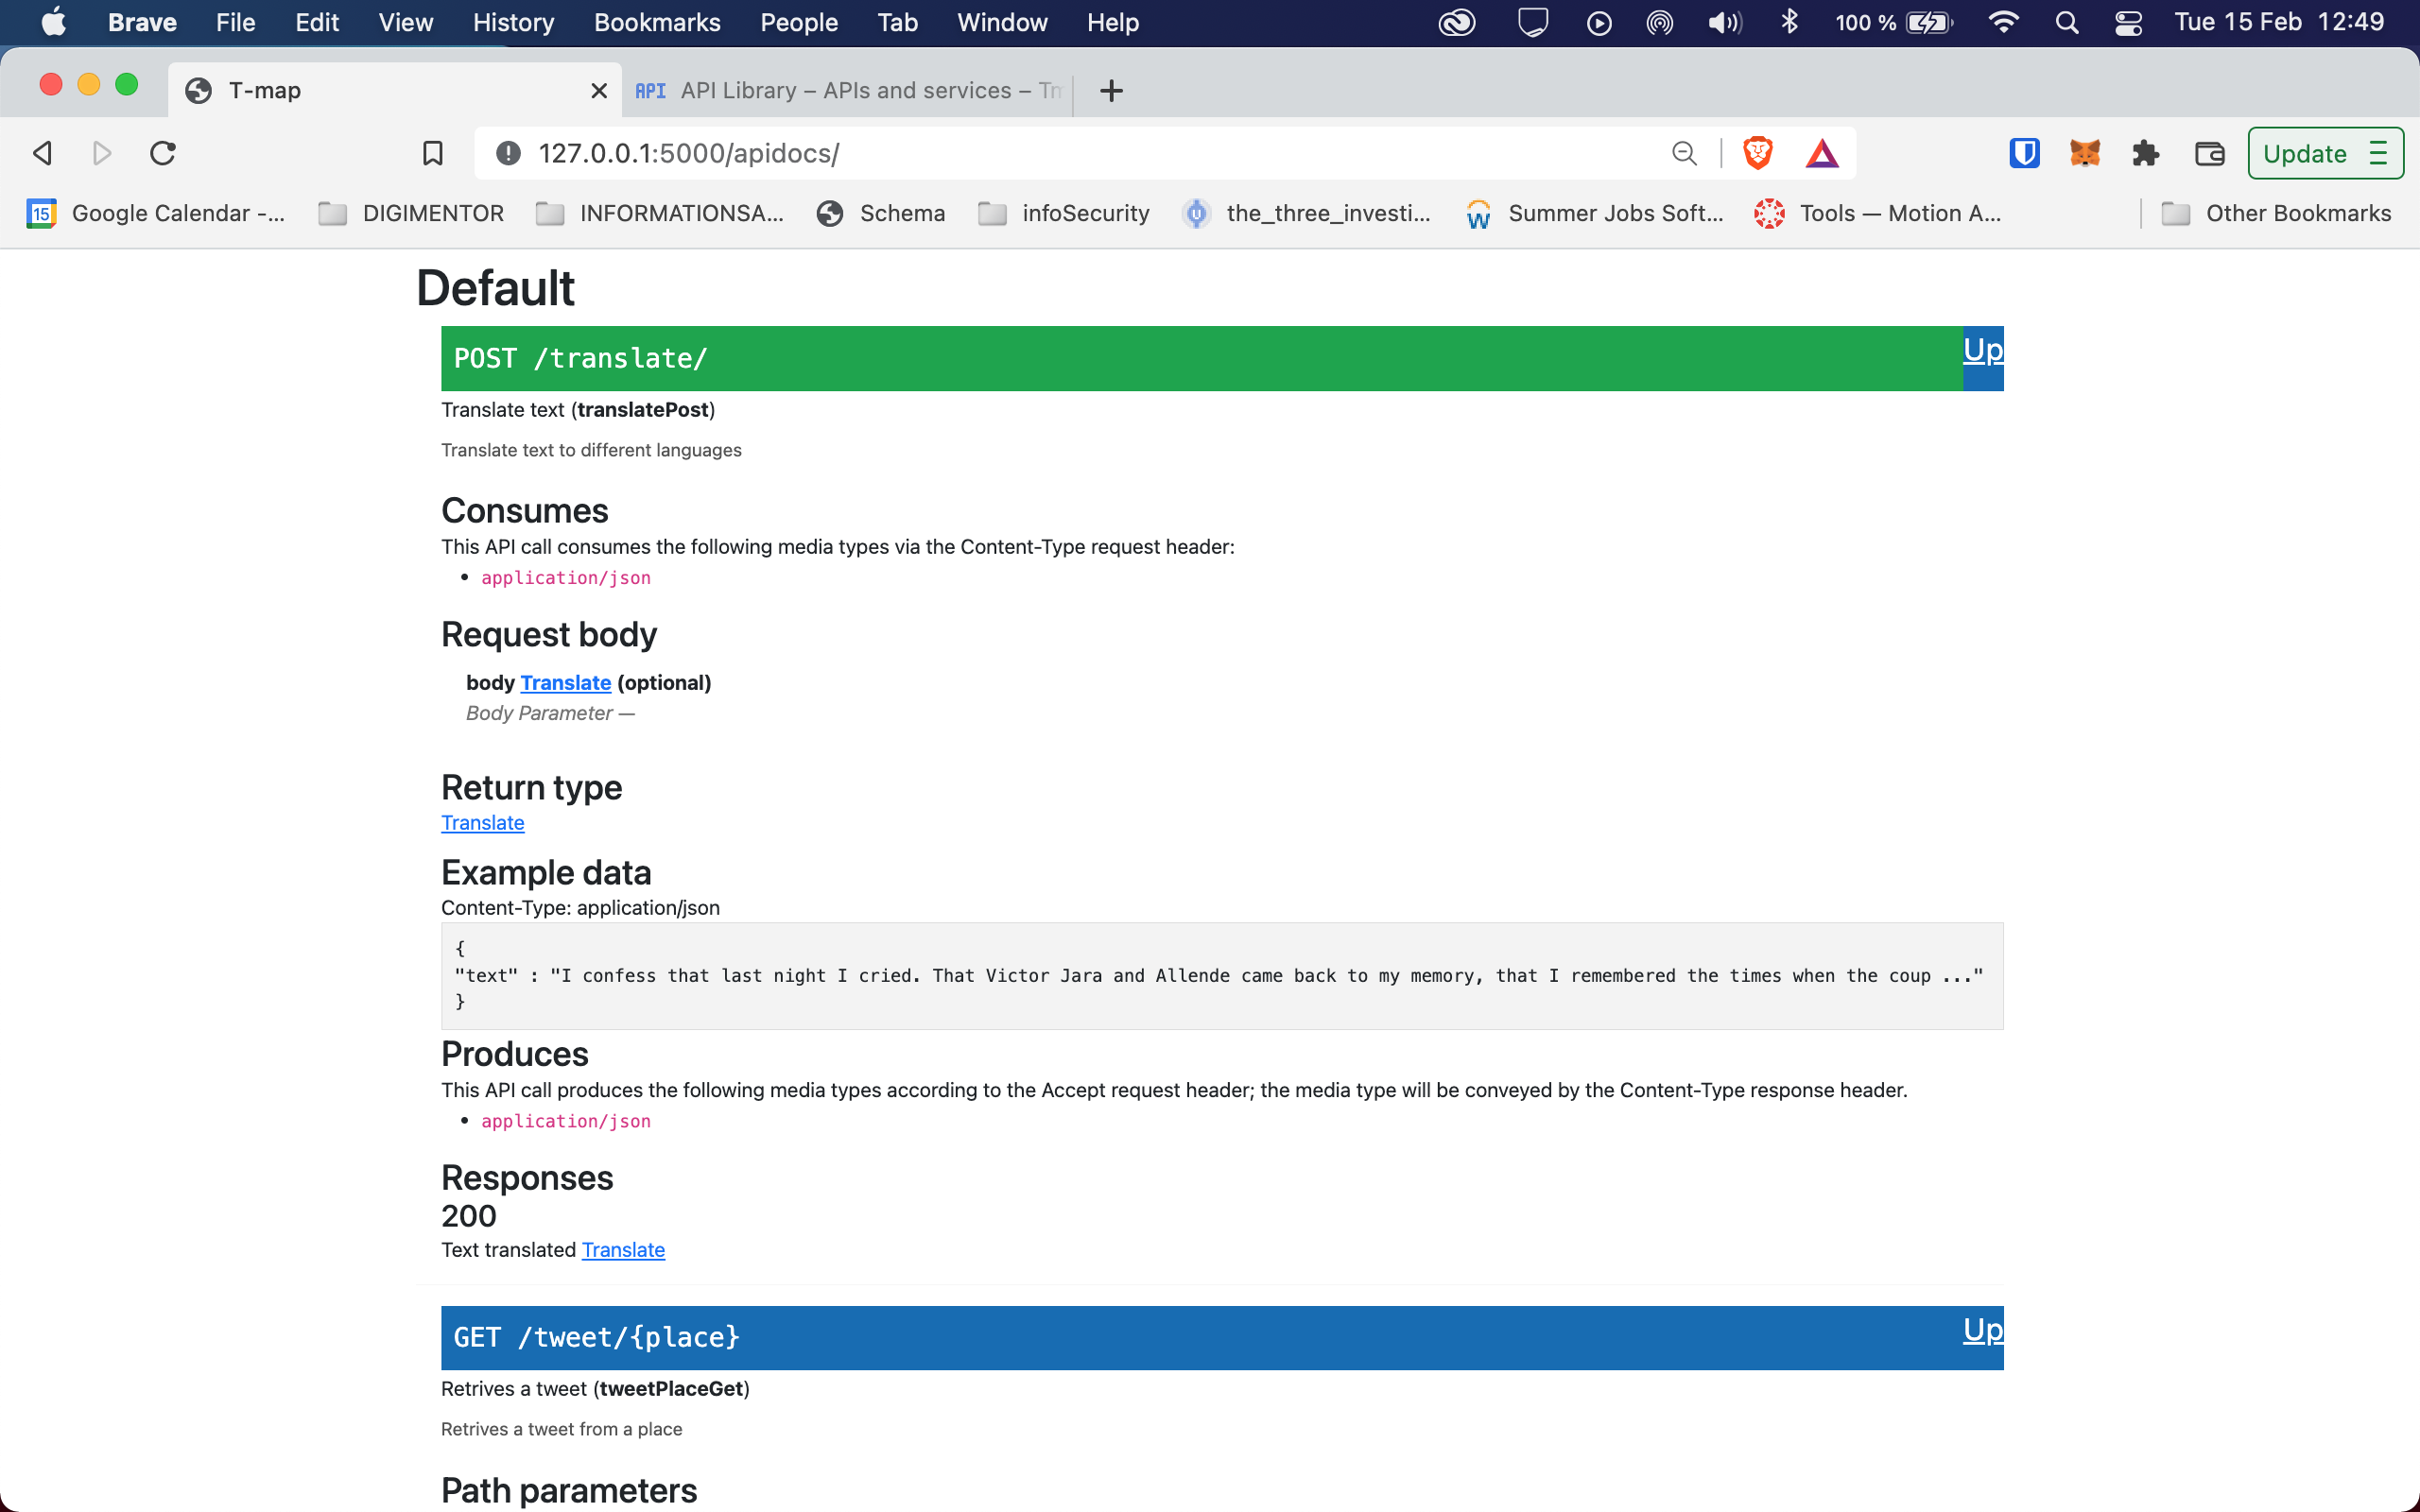 Brave File Edit View History Bookmarks People Tab Window Help 100 % Tue 15 Feb 12:49
T-map API API Library – APIs and services –
127.0.0.1:5000/apidocs/ Update
15 Google Calendar -... DIGIMENTOR INFORMATIONSA... Schema infoSecurity the_three_investi... Summer Jobs Soft... Tools — Motion A... Other Bookmarks
Default
POST /translate/ Up
Translate text (translatePost)
Translate text to different languages
Consumes
This API call consumes the following media types via the Content-Type request header:
• application/json
Request body
body Translate (optional)
Body Parameter —
Return type
Translate
Example data
Content-Type: application/json
{
"text" : "I confess that last night I cried. That Victor Jara and Allende came back to my memory, that I remembered the times when the coup ..."
}
Produces
This API call produces the following media types according to the Accept request header; the media type will be conveyed by the Content-Type response header.
• application/json
Responses
200
Text translated Translate
GET /tweet/{place} Up
Retrives a tweet (tweetPlaceGet)
Retrives a tweet from a place
Path parameters